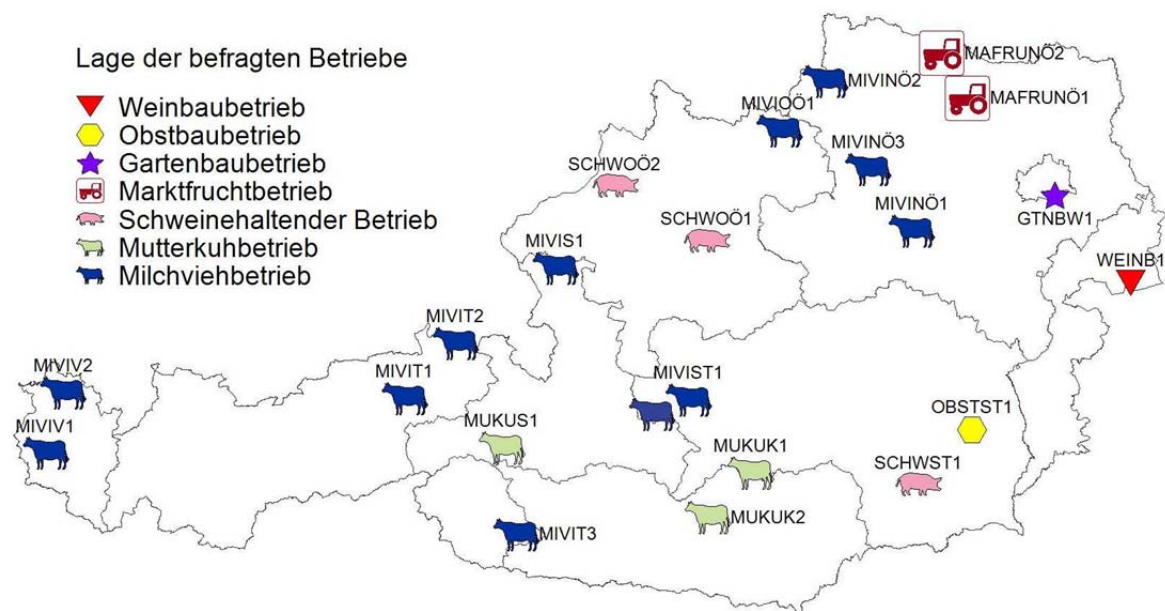 Lage der befragten Betriebe
Weinbaubetrieb
Obstbaubetrieb
Gartenbaubetrieb
Marktfruchtbetrieb
Schweinehaltender Betrieb
Mutterkuhbetrieb
Milchviehbetrieb
MAFRUNÖ2
MIVINÖ2
MAFRUNÖ1
MIVIOÖ1
MIVINÖ3
SCHWOÖ2
MIVINÖ1
GTNBW1
SCHWOÖ1
MIVIS1
WEINB1
MIVIT2
MIVIV2
MIVIT1
MIVIST1
OBSTST1
MIVIV1
MUKUS1
MUKUK1
SCHWST1
MUKUK2
MIVIT3